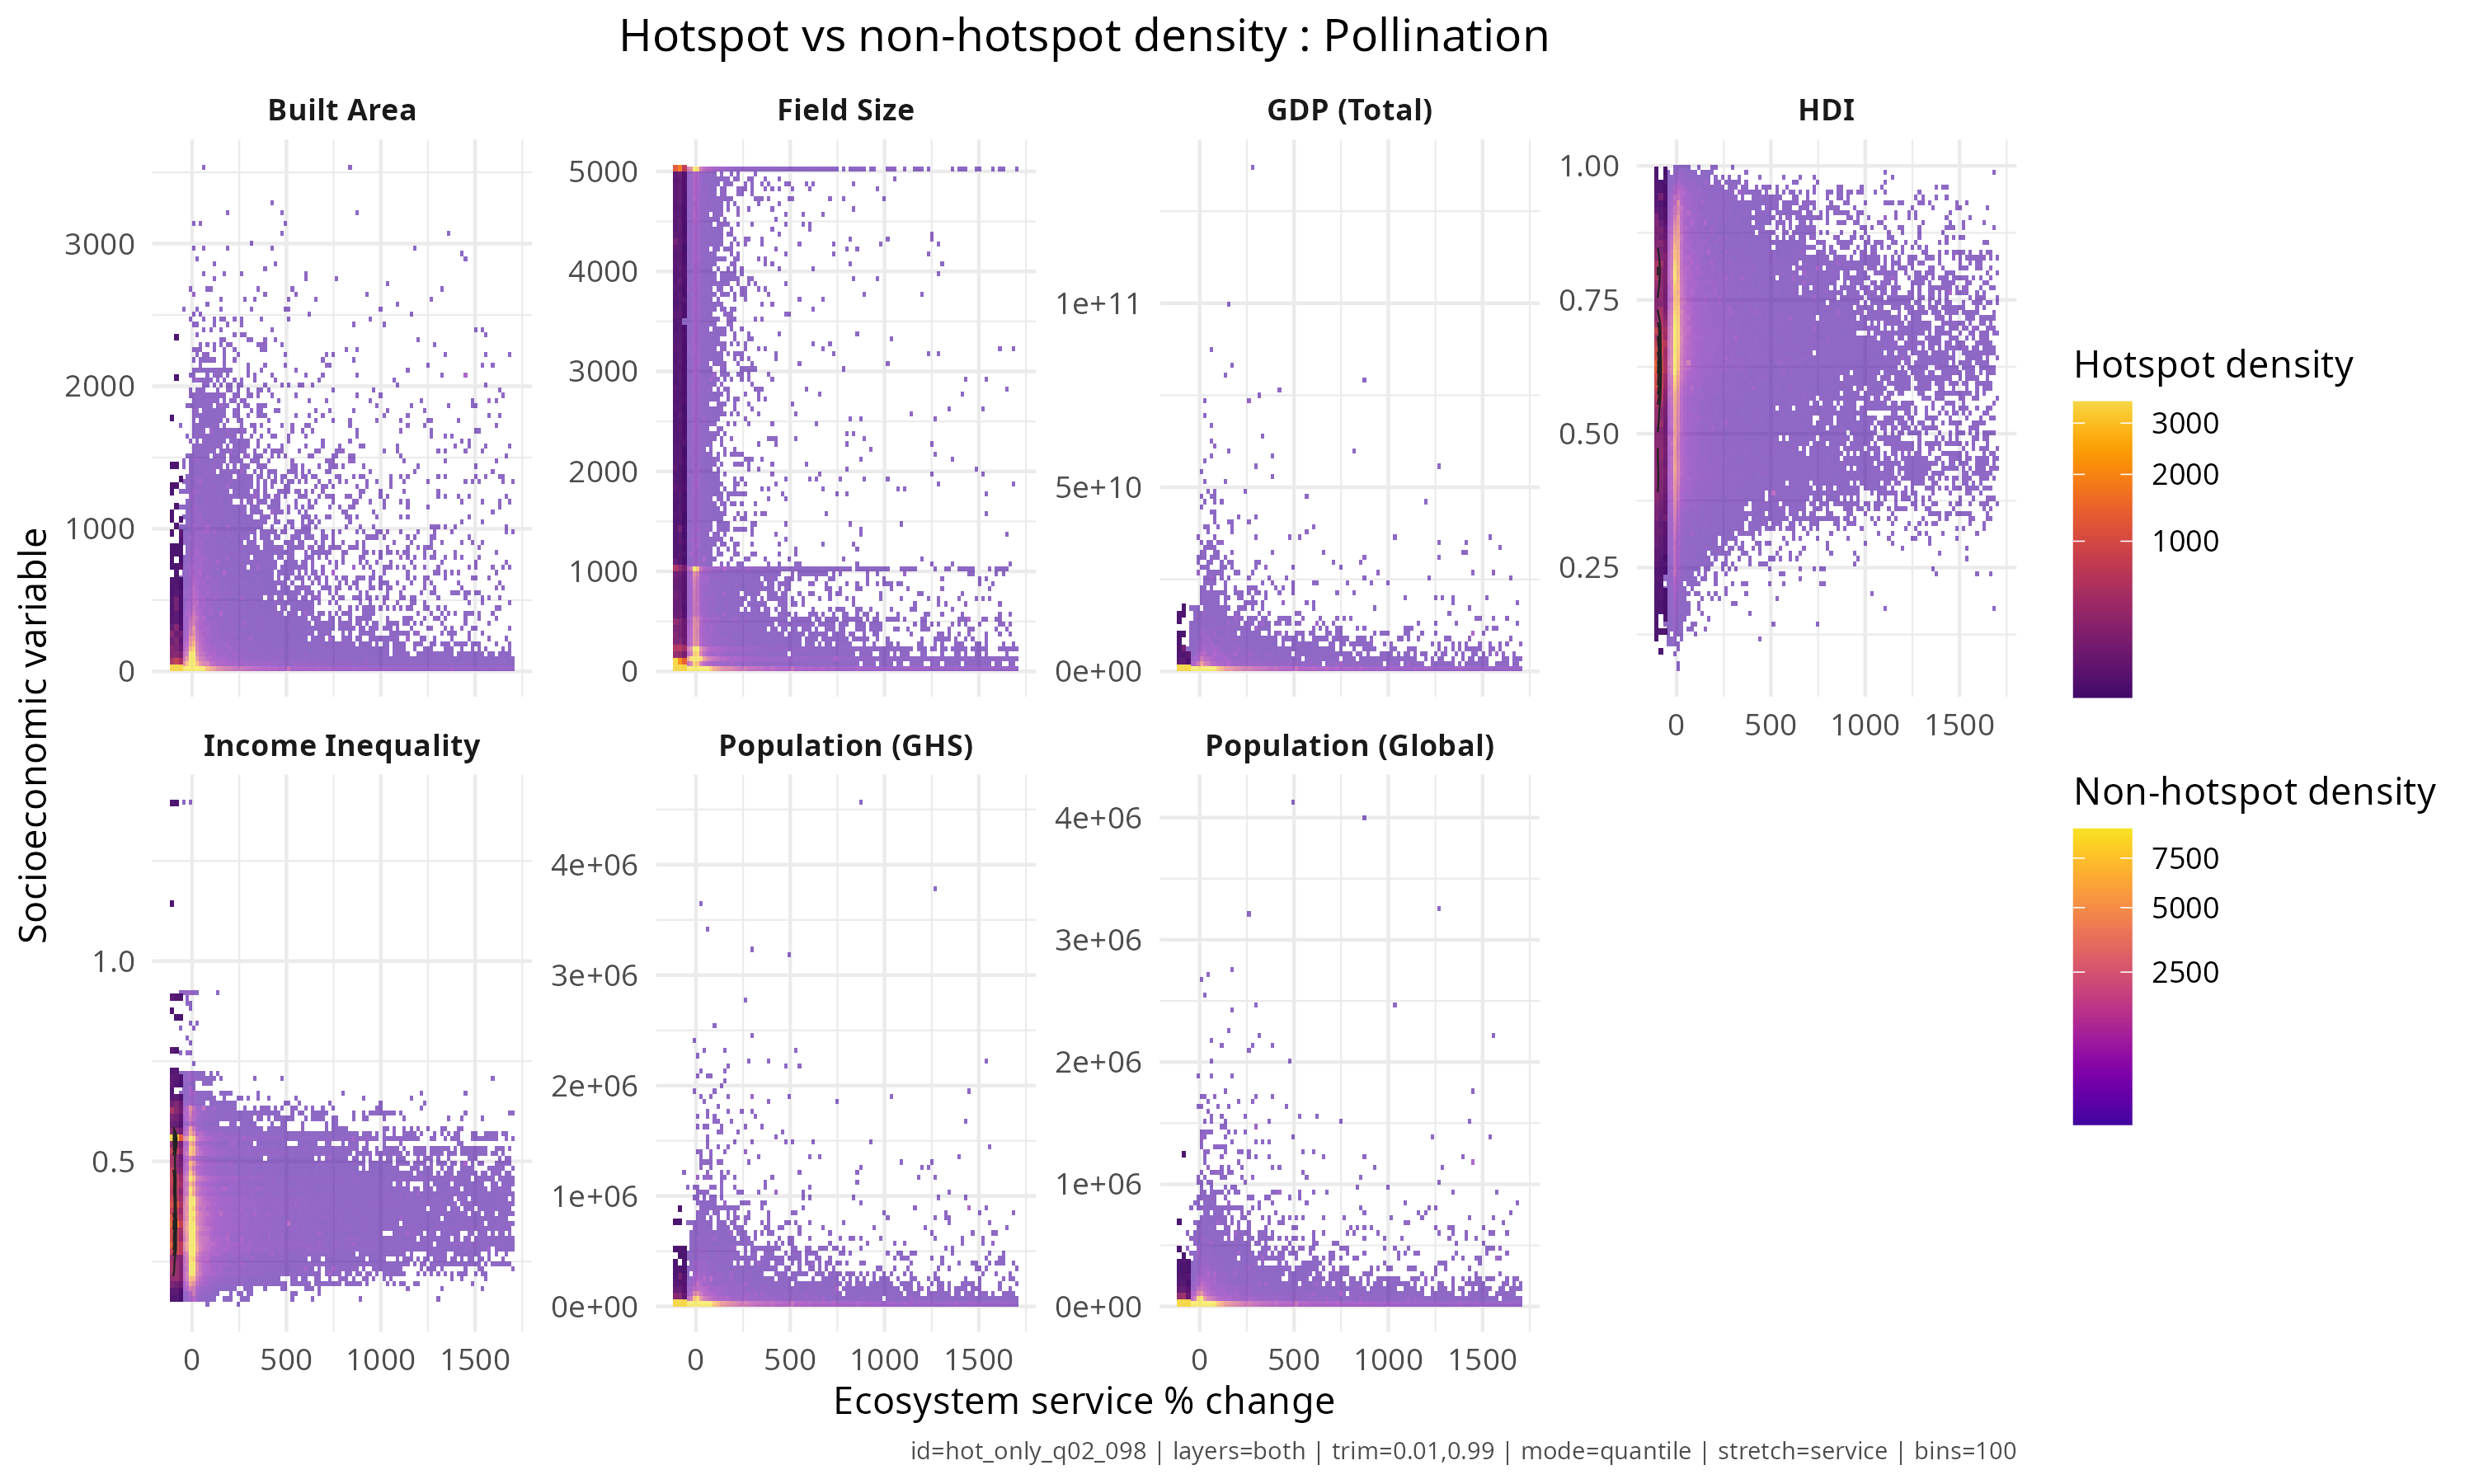 Hotspot vs non-hotspot density : Pollination
Built Area
Field Size
GDP (Total)
HDI
3000
2000
1000
0
5000
4000
3000
2000
1000
0
1e+11
5e+10
0e+00
1.00
0.75
0.50
0.25
0 500 1000 1500
Socioeconomic variable
Income Inequality
Population (GHS)
Population (Global)
1.0
0.5
4e+06
3e+06
2e+06
1e+06
0e+00
4e+06
3e+06
2e+06
1e+06
0e+00
0 500 1000 1500
0 500 1000 1500
0 500 1000 1500
Ecosystem service % change
Hotspot density
3000
2000
1000
Non-hotspot density
7500
5000
2500
id=hot_only_q02_098 | layers=both | trim=0.01,0.99 | mode=quantile | stretch=service | bins=100